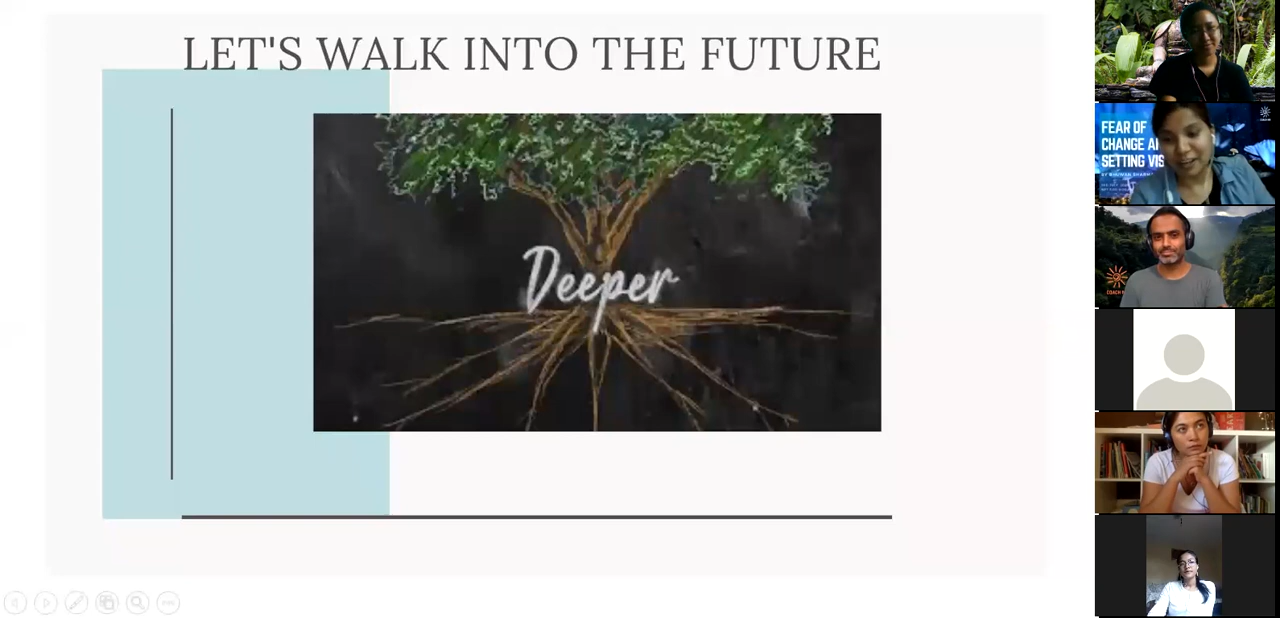 LET'S WALK INTO THE FUTURE
Deeper
FEAR OF
CHANGE A
SETTING VIS